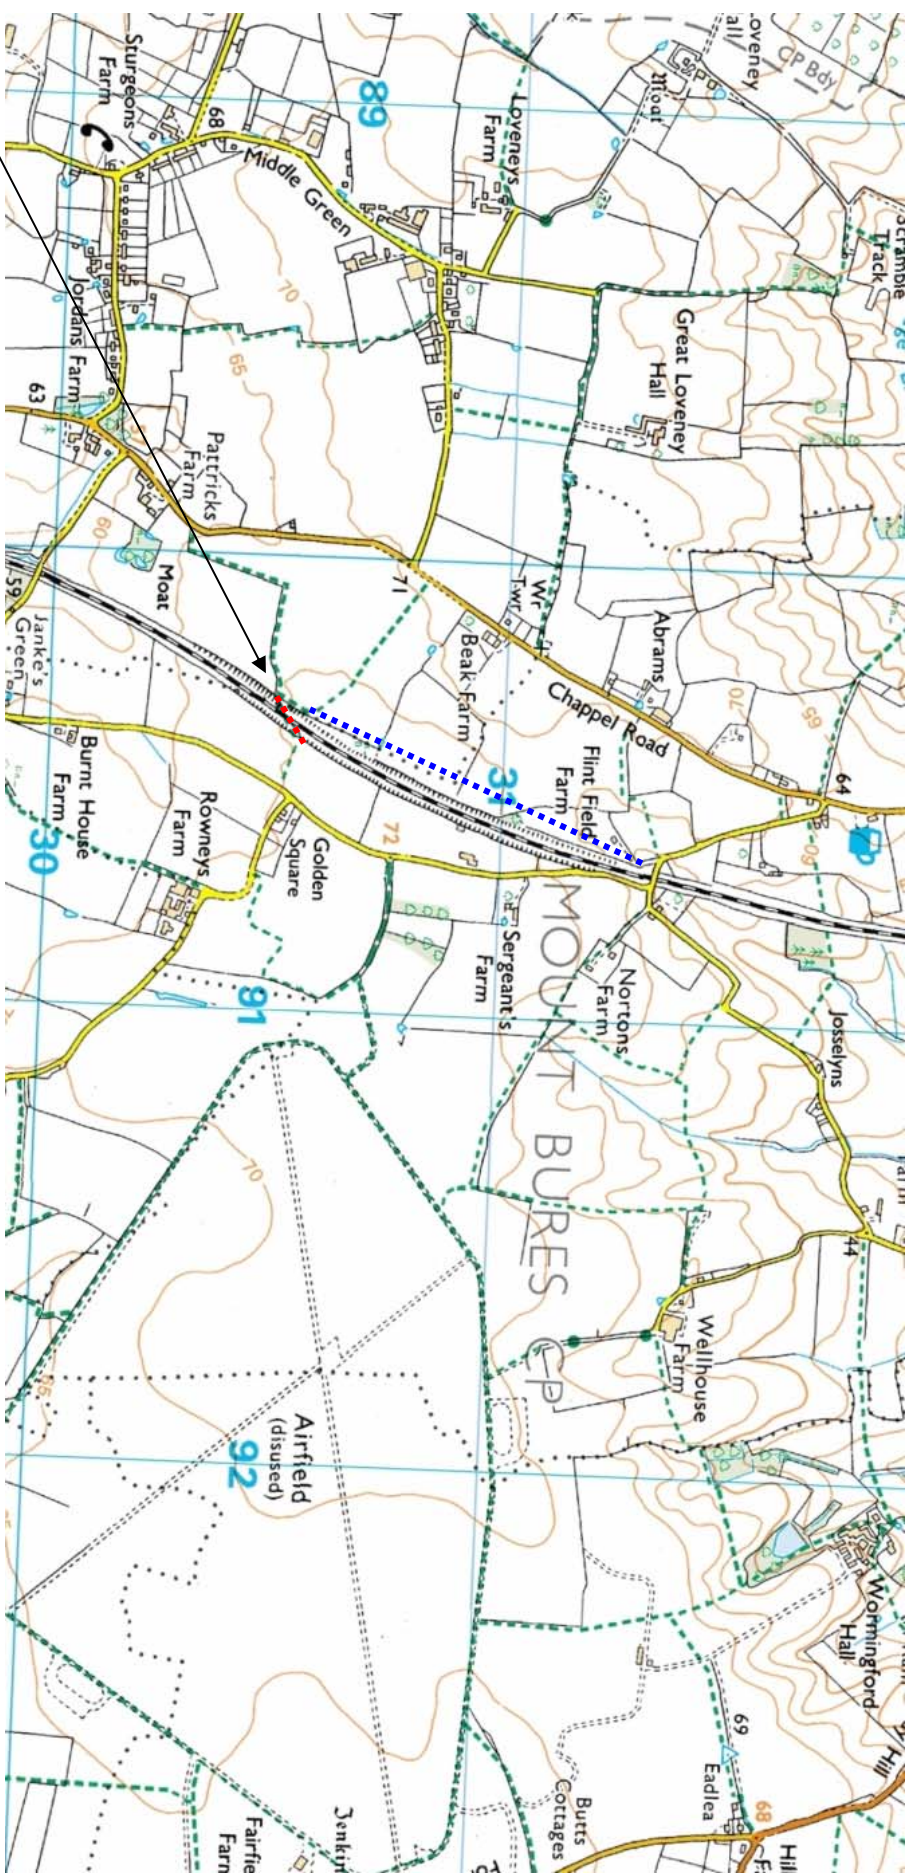 Sturgeons
Farm
68
89
Middle Green
Loveneys
Farm
Moat
Loveney
CP Bdy
Scramble
Track
70
65
Jordans Farm
63
Great Loveney
Hall
Pattricks
Farm
60
Moat
71
Wr
Twr
Beak Farm
Abrams
Chappel Road
70
65
64
60
59
Janke's
Green
Burnt House
Farm
30
Rowneys
Farm
Golden
Square
72
31
Flint Field
Farm
Sergeant's
Farm
MOUNT BURES CP
Nortons
Farm
Josselyns
91
70
44
Wellhouse
Farm
65
Airfield
(disused)
92
Wormingford
Hall
Hill
69
Eadlea
68
Butts
Cottages